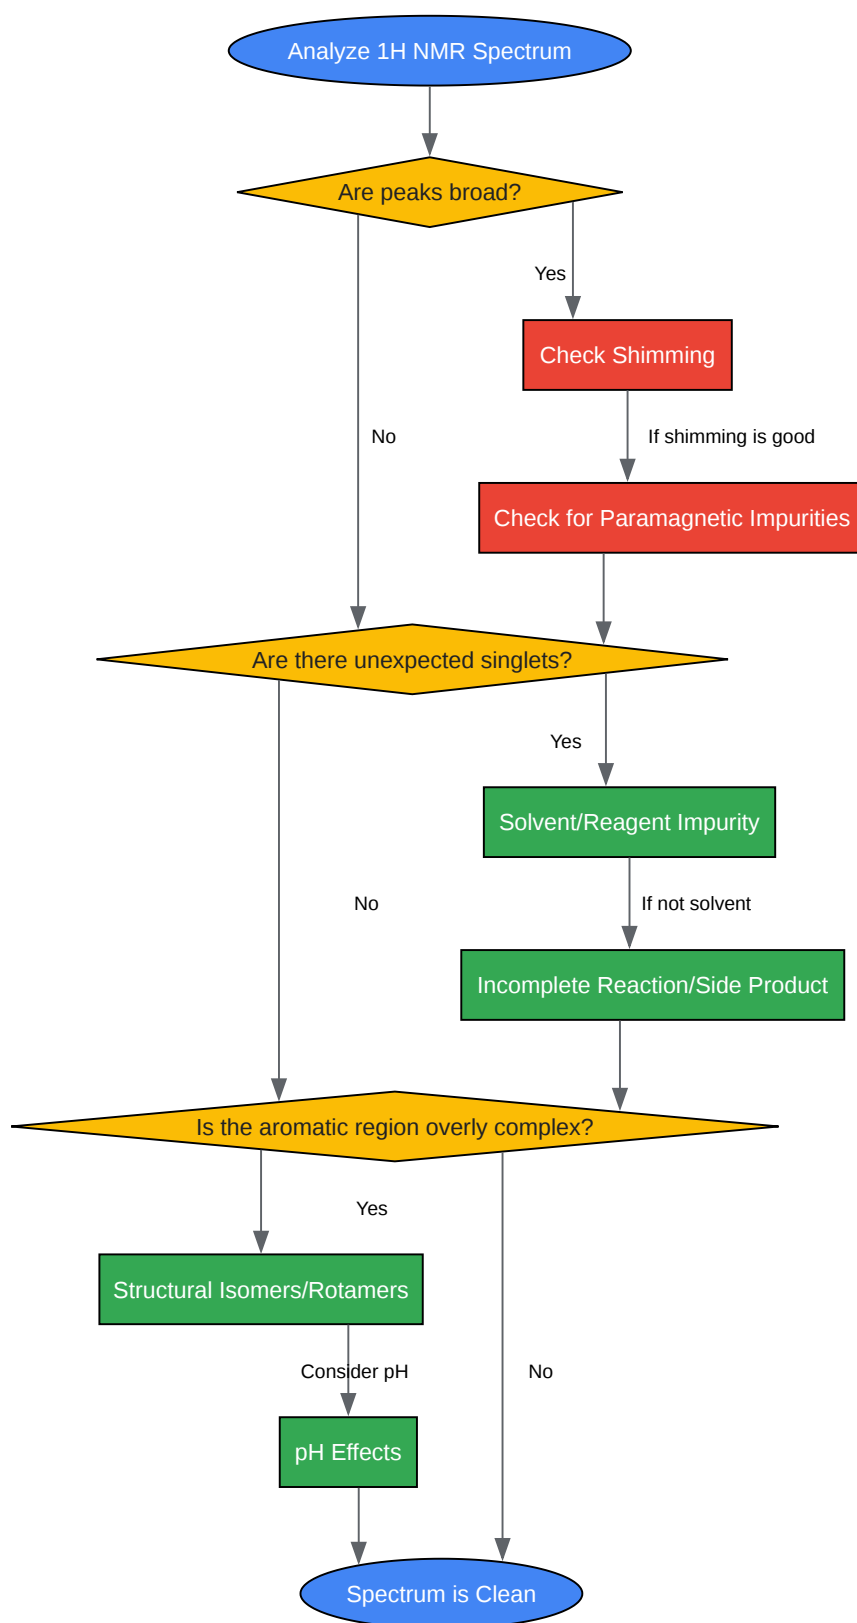 Analyze 1H NMR Spectrum
Are peaks broad?
Yes
Check Shimming
No
If shimming is good
Check for Paramagnetic Impurities
Are there unexpected singlets?
Yes
Solvent/Reagent Impurity
No
If not solvent
Incomplete Reaction/Side Product
Is the aromatic region overly complex?
Yes
Structural Isomers/Rotamers
Consider pH
No
pH Effects
Spectrum is Clean